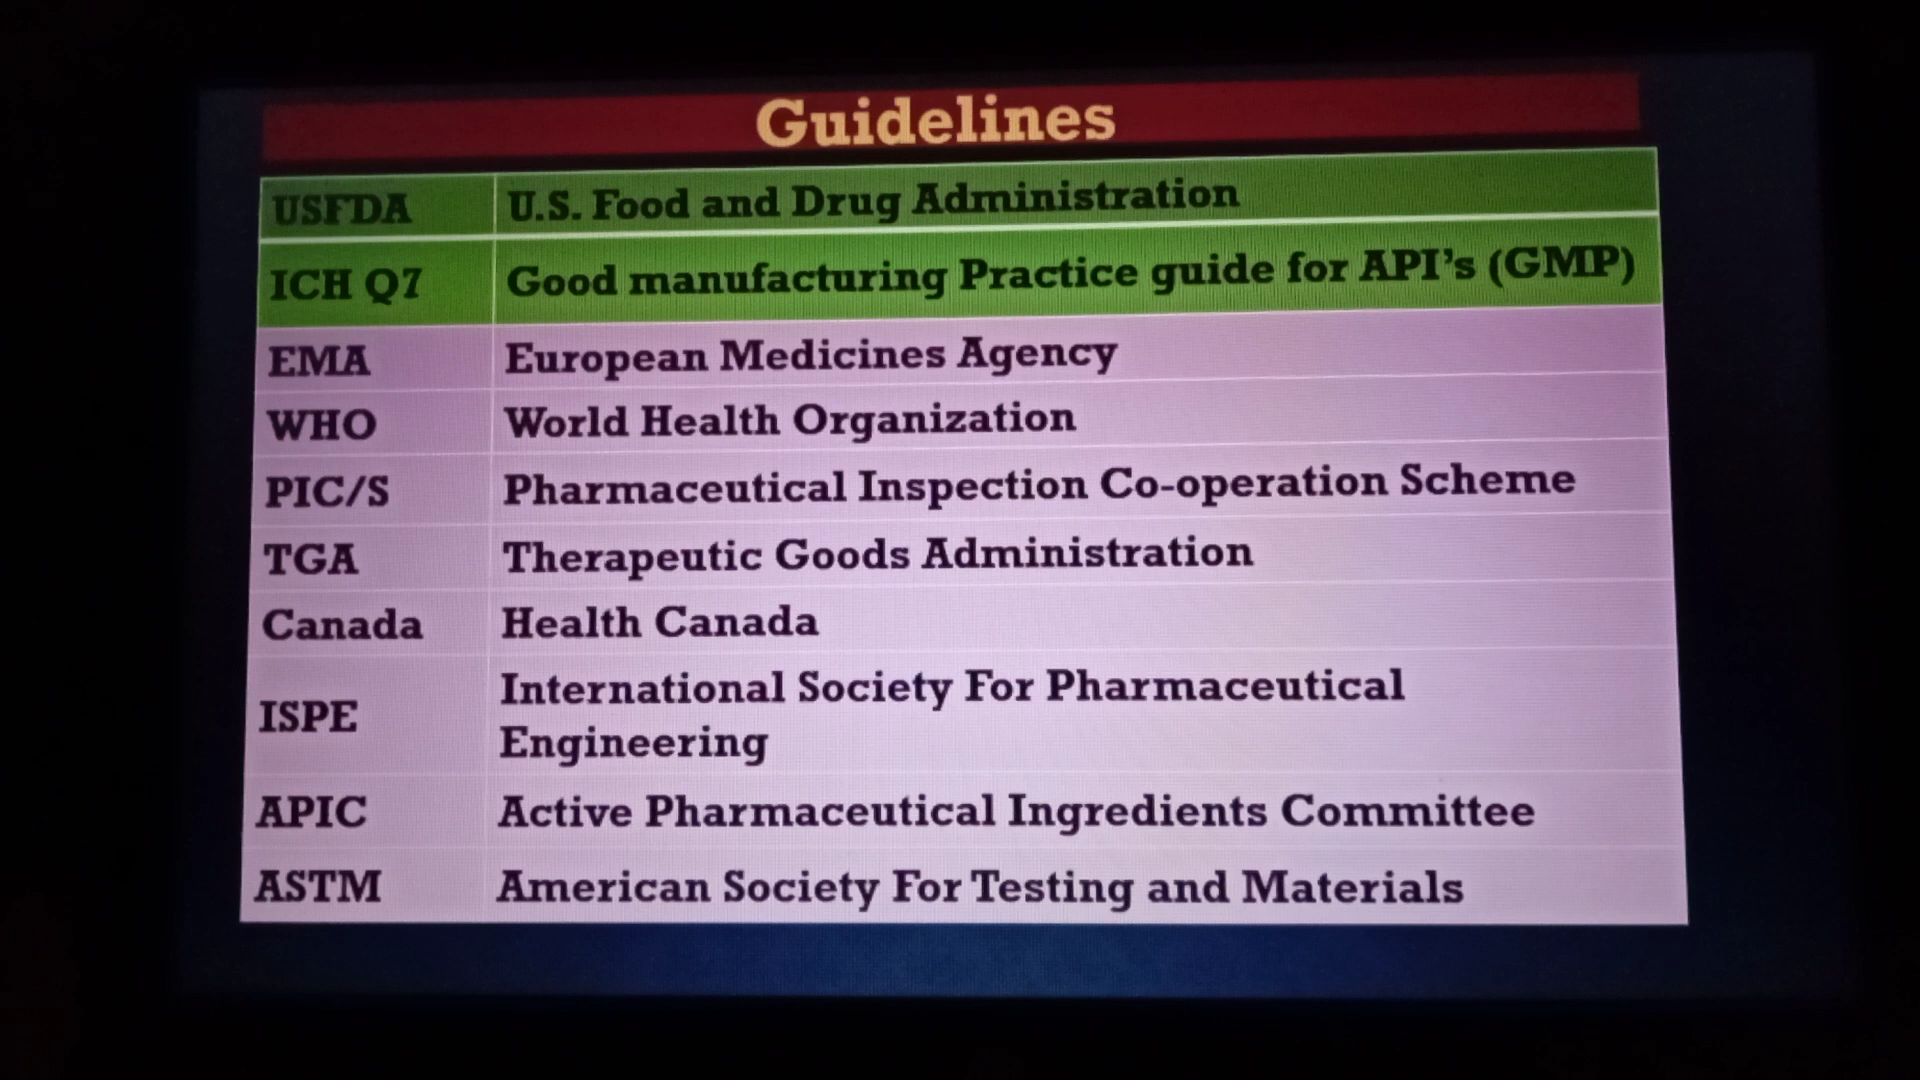 Guidelines
USFDA U.S. Food and Drug Administration
ICH Q7 Good manufacturing Practice guide for API's (GMP)
EMA European Medicines Agency
WHO World Health Organization
PIC/S Pharmaceutical Inspection Co-operation Scheme
TGA Therapeutic Goods Administration
Canada Health Canada
ISPE International Society For Pharmaceutical
Engineering
APIC Active Pharmaceutical Ingredients Committee
ASTM American Society For Testing and Materials